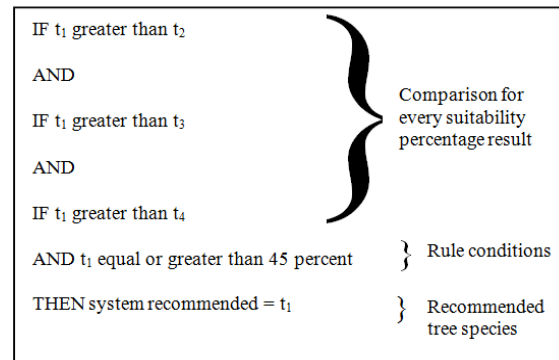 IF t₁ greater than t₂
AND
IF t₁ greater than t₃
AND
IF t₁ greater than t₄
Comparison for
every suitability
percentage result
AND t₁ equal or greater than 45 percent
Rule conditions
THEN system recommended = t₁
Recommended
tree species